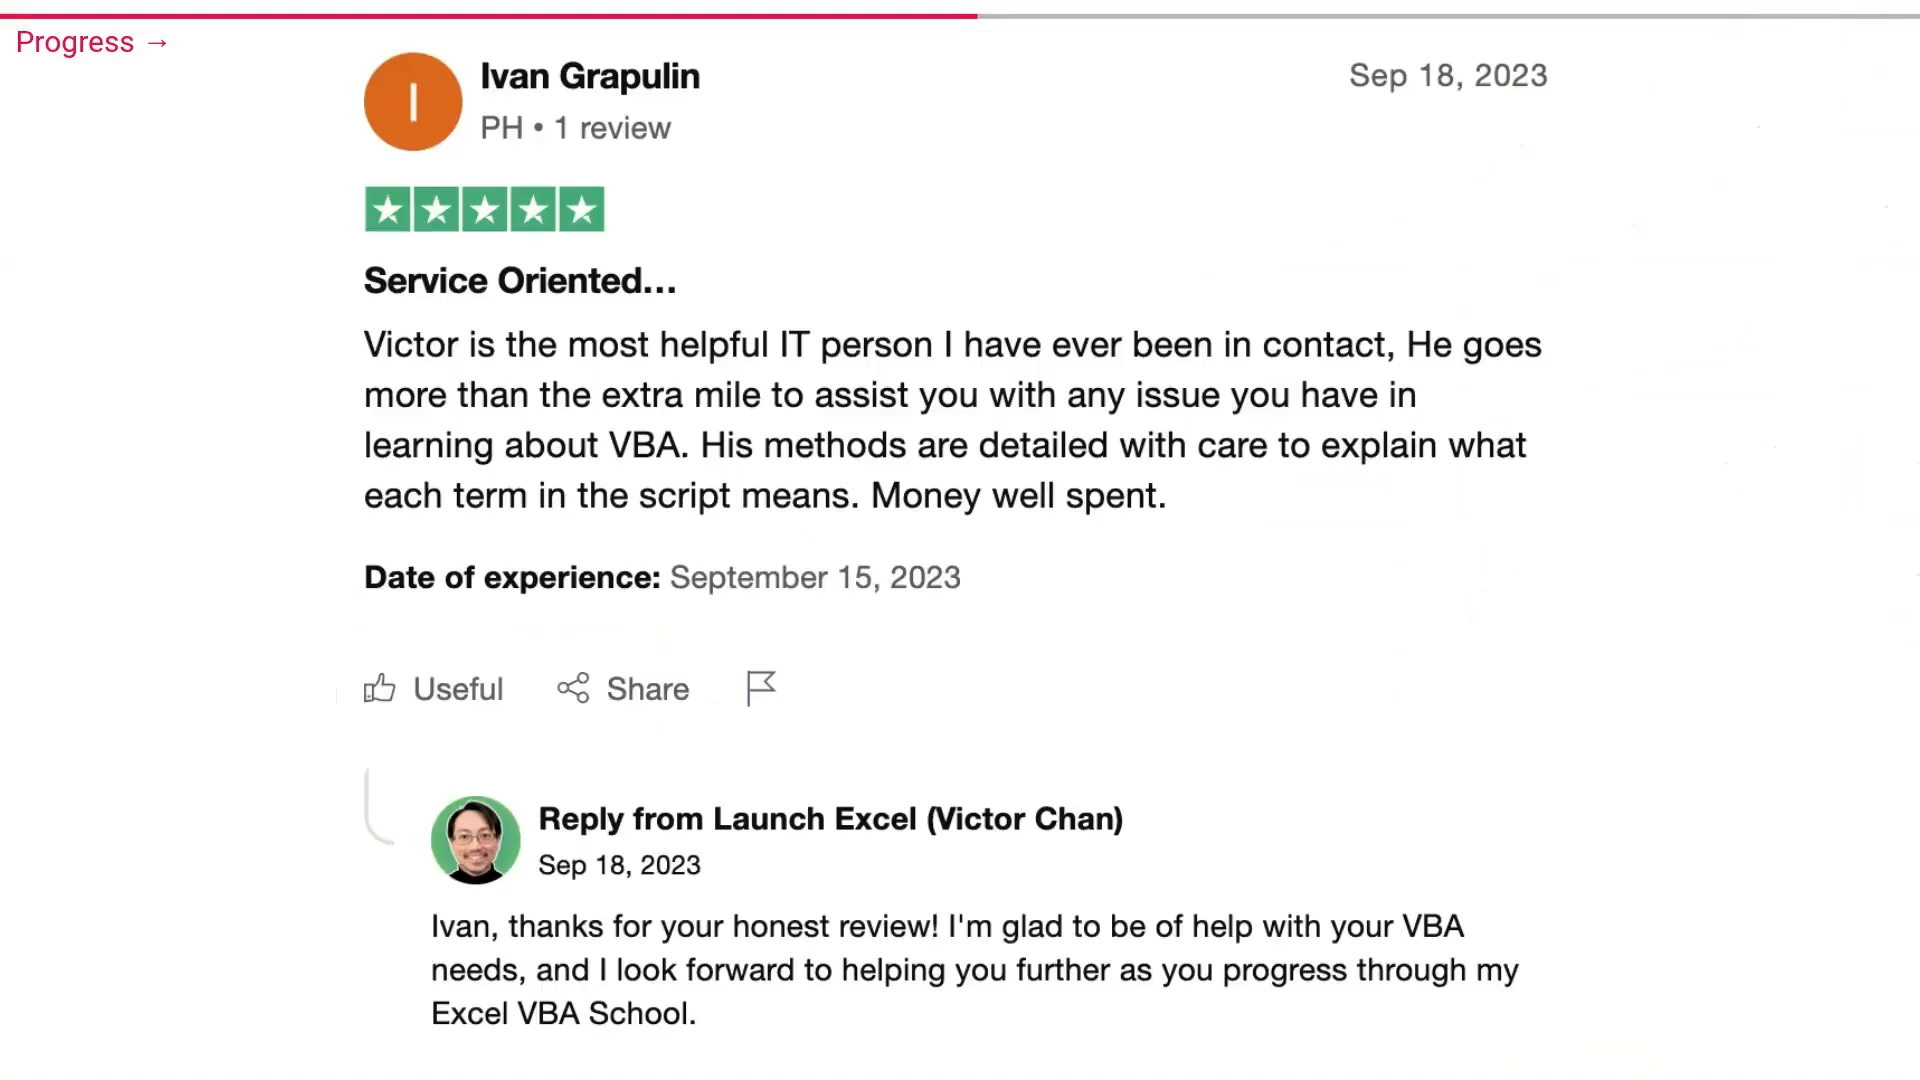 Progress →
Ivan Grapulin
Sep 18, 2023
I
PH • 1 review
Service Oriented...
Victor is the most helpful IT person I have ever been in contact, He goes
more than the extra mile to assist you with any issue you have in
learning about VBA. His methods are detailed with care to explain what
each term in the script means. Money well spent.
Date of experience: September 15, 2023
Useful
Share
Reply from Launch Excel (Victor Chan)
Sep 18, 2023
Ivan, thanks for your honest review! I'm glad to be of help with your VBA
needs, and I look forward to helping you further as you progress through my
Excel VBA School.